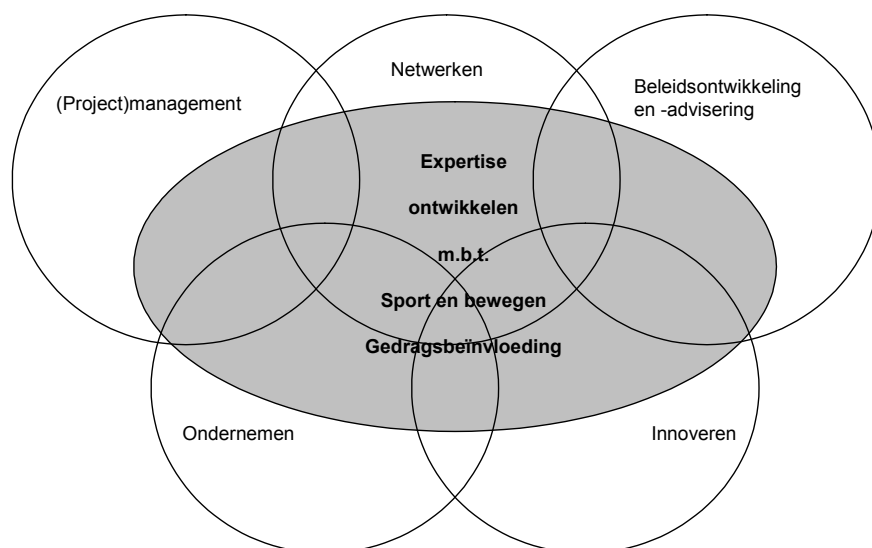 Netwerken
(Project)management
Beleidsontwikkeling
en -advisering
Expertise
ontwikkelen
m.b.t.
Sport en bewegen
Gedragsbeïnvloeding
Ondernemen
Innoveren